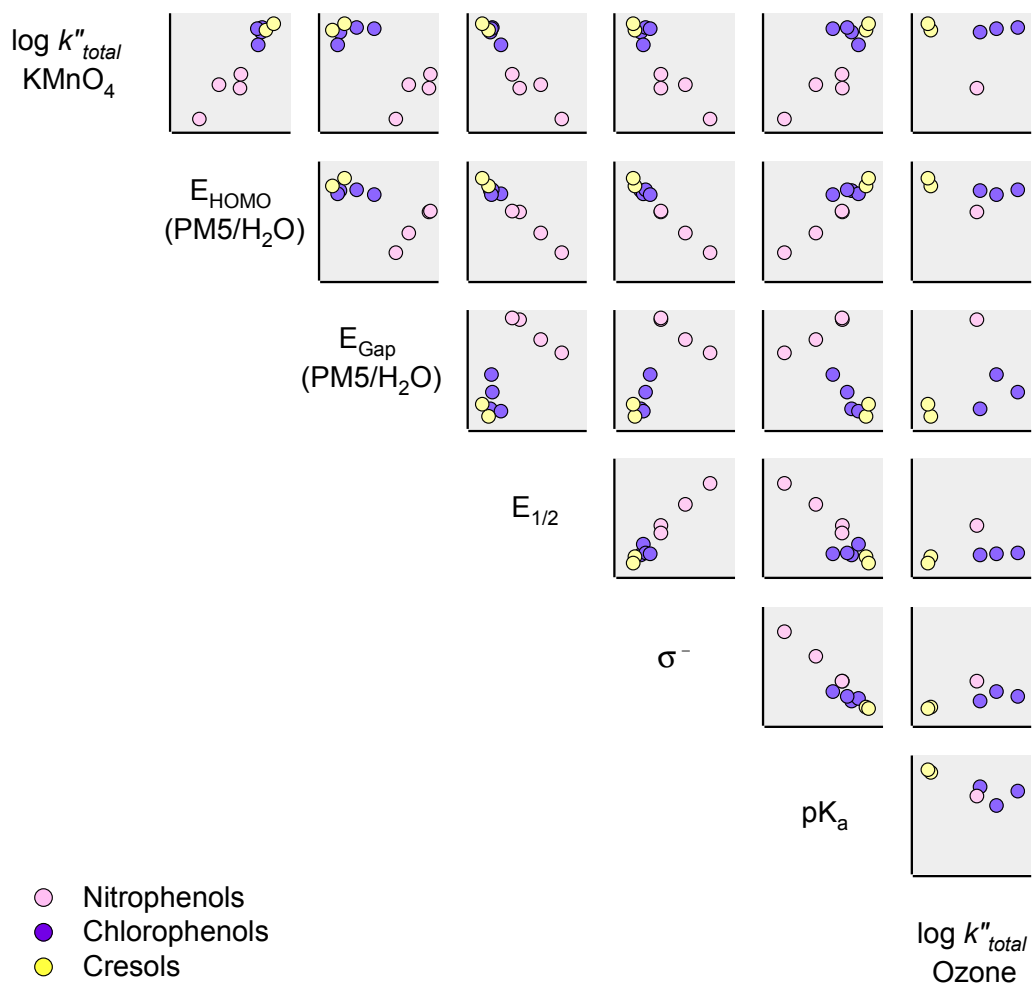 log k″total
KMnO4
EHOMO
(PM5/H2O)
EGap
(PM5/H2O)
E1/2
σ⁻
pKa
Nitrophenols
Chlorophenols
Cresols
log k″total
Ozone